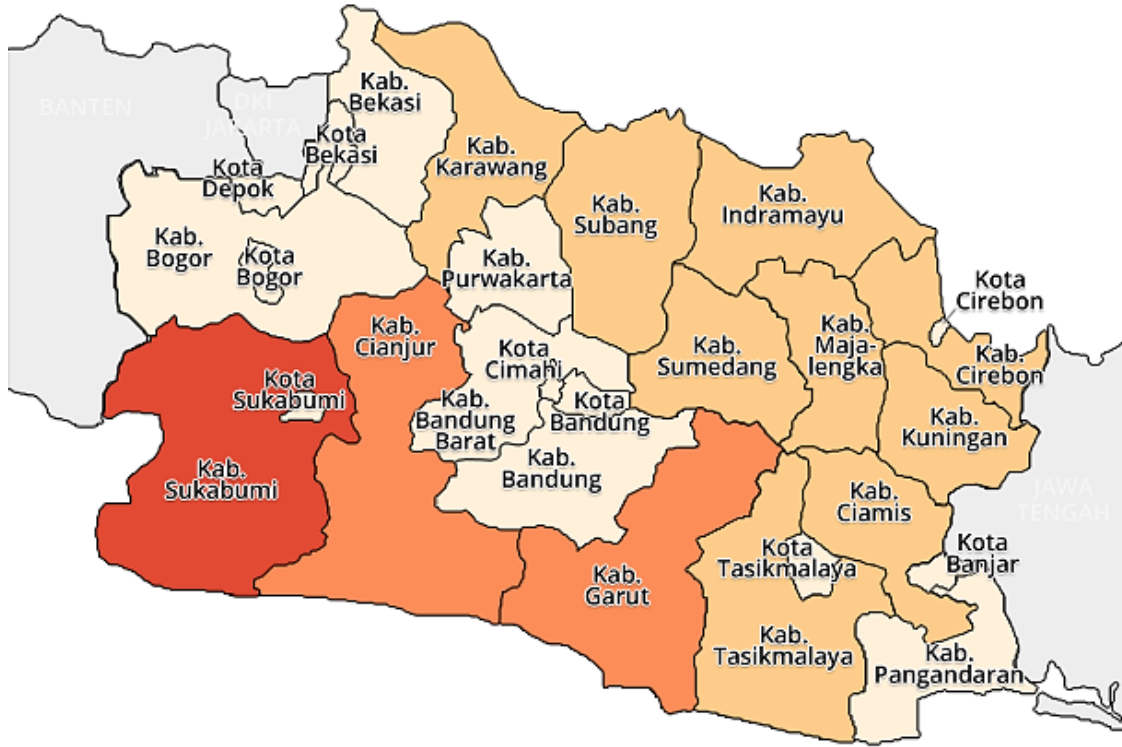 BANTEN
DKI
JAKARTA
Kab.
Bekasi
Kota
Bekasi
Kota
Depok
Kab.
Karawang
Kab.
Subang
Kab.
Indramayu
Kab.
Bogor
Kota
Bogor
Kab.
Purwakarta
Kota
Cirebon
Kab.
Cianjur
Kota
Cimahi
Kab.
Sumedang
Kab.
Maja-
lengka
Kab.
Cirebon
Kota
Sukabumi
Kab.
Bandung
Barat
Kota
Bandung
Kab.
Kuningan
Kab.
Sukabumi
Kab.
Bandung
Kab.
Ciamis
JAWA
TENGAH
Kota
Tasikmalaya
Kota
Banjar
Kab.
Garut
Kab.
Tasikmalaya
Kab.
Pangandaran